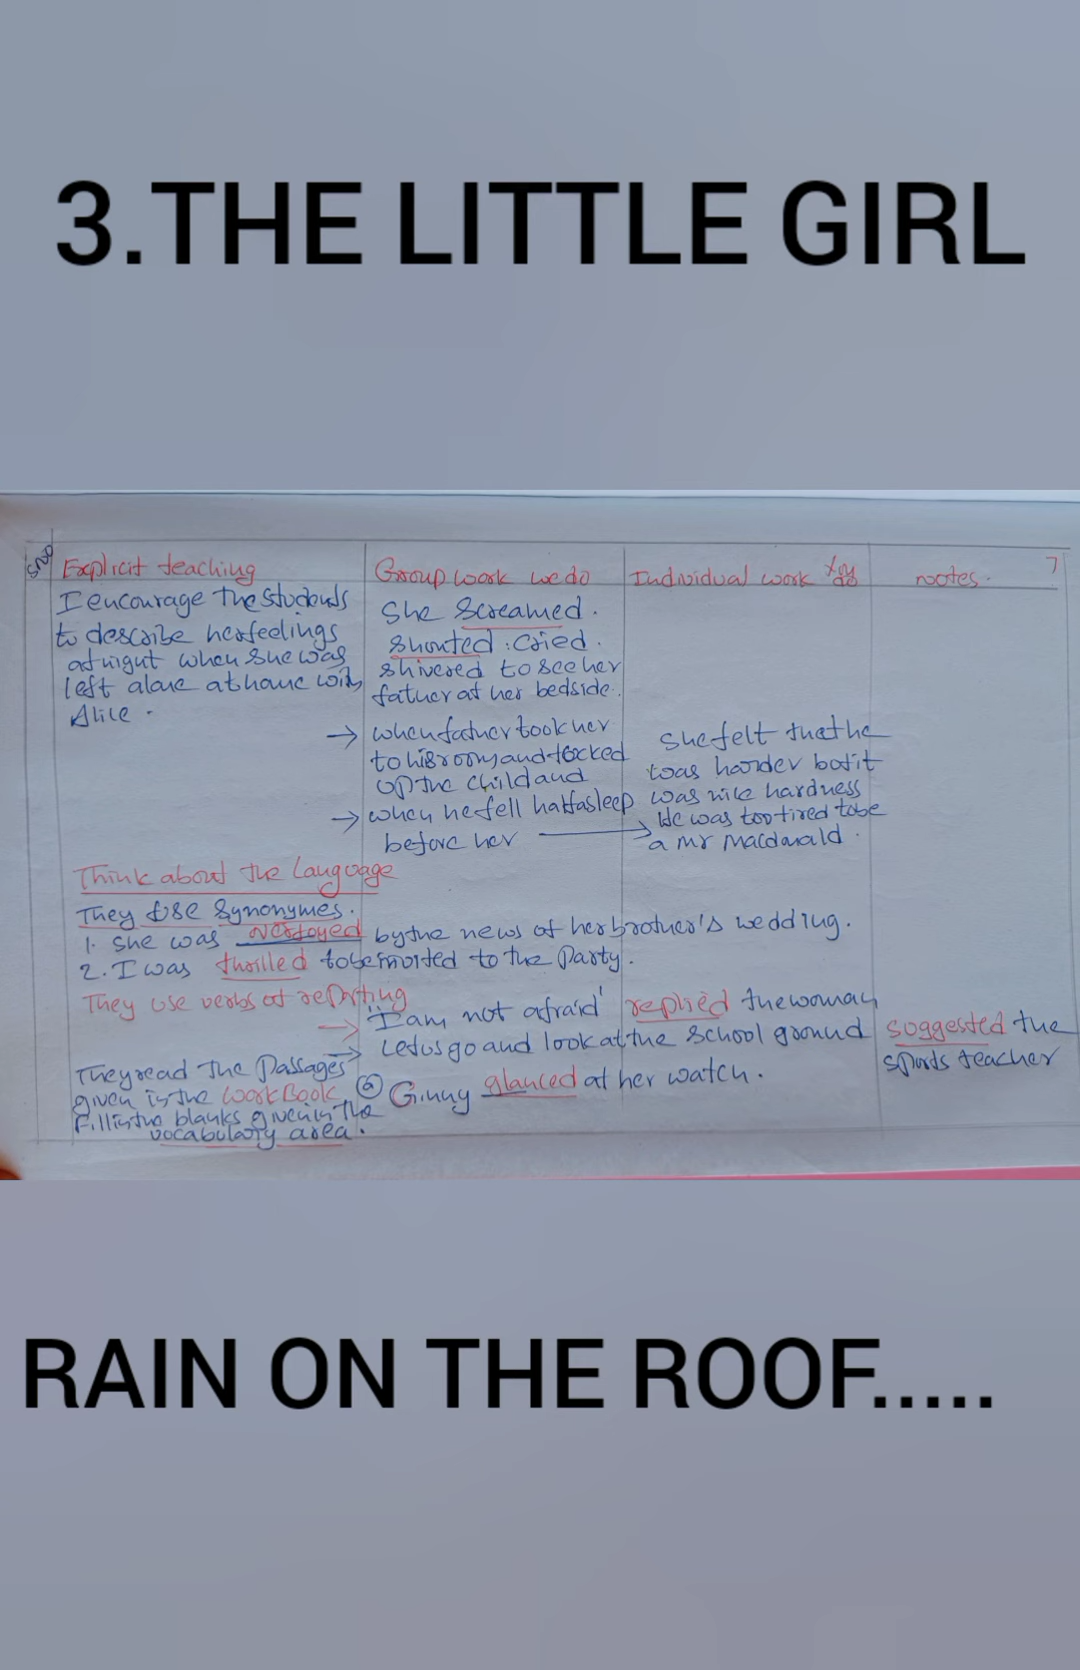 3.THE LITTLE GIRL
SNO
Explicit teaching
Group work we do
Individual work You do
notes.
7
I encourage the students
to describe her feelings
at night when she was
left alone at home with
Alice.
She Screamed.
Shouted: Cried.
shivered to see her
father at her bedside.
→ when father took her
to his room and tocked
up the child and
→ when he fell half asleep
before her
She felt that he
was harder but it
was nice hardness
He was too tired to be
a Mr Macdonald.
Think about the Language
They use Synonymes.
1. She was overjoyed by the news of her brother's wedding.
2. I was thrilled to be invited to the Party.
They use verbs of reporting
→ "I am not afraid" replied the woman
→ Let us go and look at the School ground suggested the
sports teacher
They read the Passages
given in the Work Book
Fill in the blanks given in the
vocabulary area.
Ginny glanced at her watch.
RAIN ON THE ROOF.....